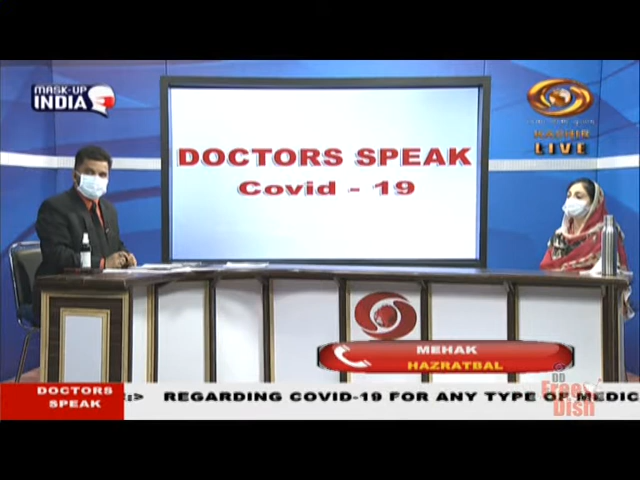 MASK-UP
INDIA
KASHIR
LIVE
DOCTORS SPEAK
Covid - 19
MEHAK
HAZRATBAL
DOCTORS
SPEAK
:> REGARDING COVID-19 FOR ANY TYPE OF MEDIC
DD
Free
Dish